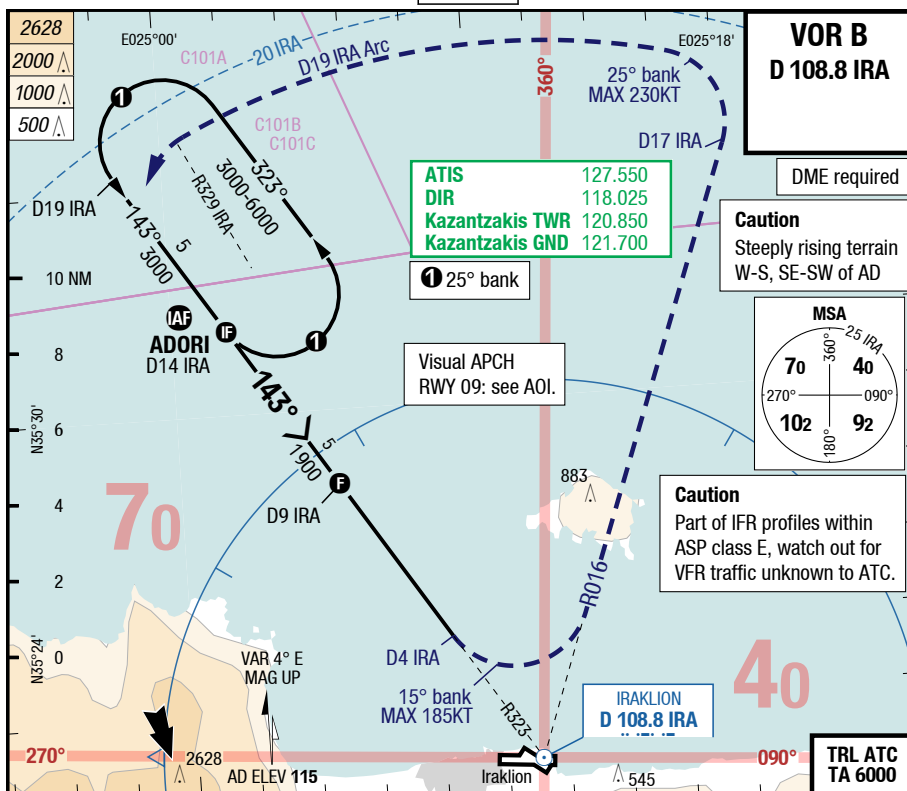 2628
2000
1000
500
E025°00'
C101A
20 IRA
D19 IRA Arc
E025°18'
360°
25° bank
MAX 230KT
VOR B
D 108.8 IRA
C101B
C101C
D17 IRA
DME required
ATIS 127.550
DIR 118.025
Kazantzakis TWR 120.850
Kazantzakis GND 121.700
1 25° bank
Caution
Steeply rising terrain
W-S, SE-SW of AD
1
323°
3000-6000
R329 IRA
D19 IRA
143°
3000
5
10 NM
IAF
ADORI
D14 IRA
IF
1
MSA
25 IRA
360°
70
40
270°
090°
102
92
180°
8
Visual APCH
RWY 09: see AOI.
143°
N35°30'
6
5
1900
F
D9 IRA
4
883
70
Caution
Part of IFR profiles within
ASP class E, watch out for
VFR traffic unknown to ATC.
2
R016
N35°24'
0
D4 IRA
VAR 4° E
MAG UP
15° bank
MAX 185KT
R323
40
IRAKLION
D 108.8 IRA
270°
2628
AD ELEV 115
Iraklion
545
090°
TRL ATC
TA 6000